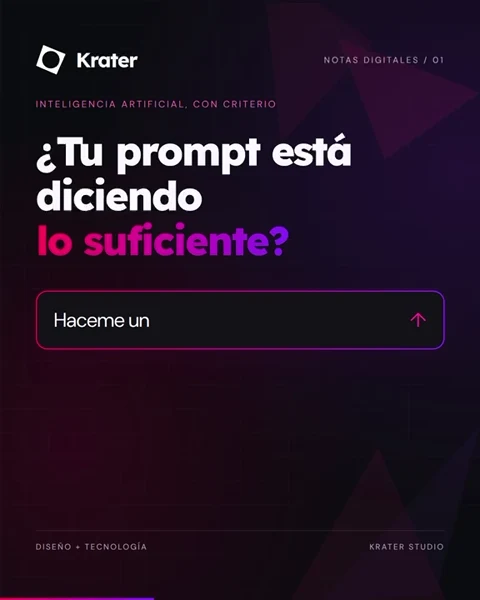 Krater
NOTAS DIGITALES / 01
INTELIGENCIA ARTIFICIAL, CON CRITERIO
¿Tu prompt está
diciendo
lo suficiente?
Haceme un
DISEÑO + TECNOLOGÍA
KRATER STUDIO